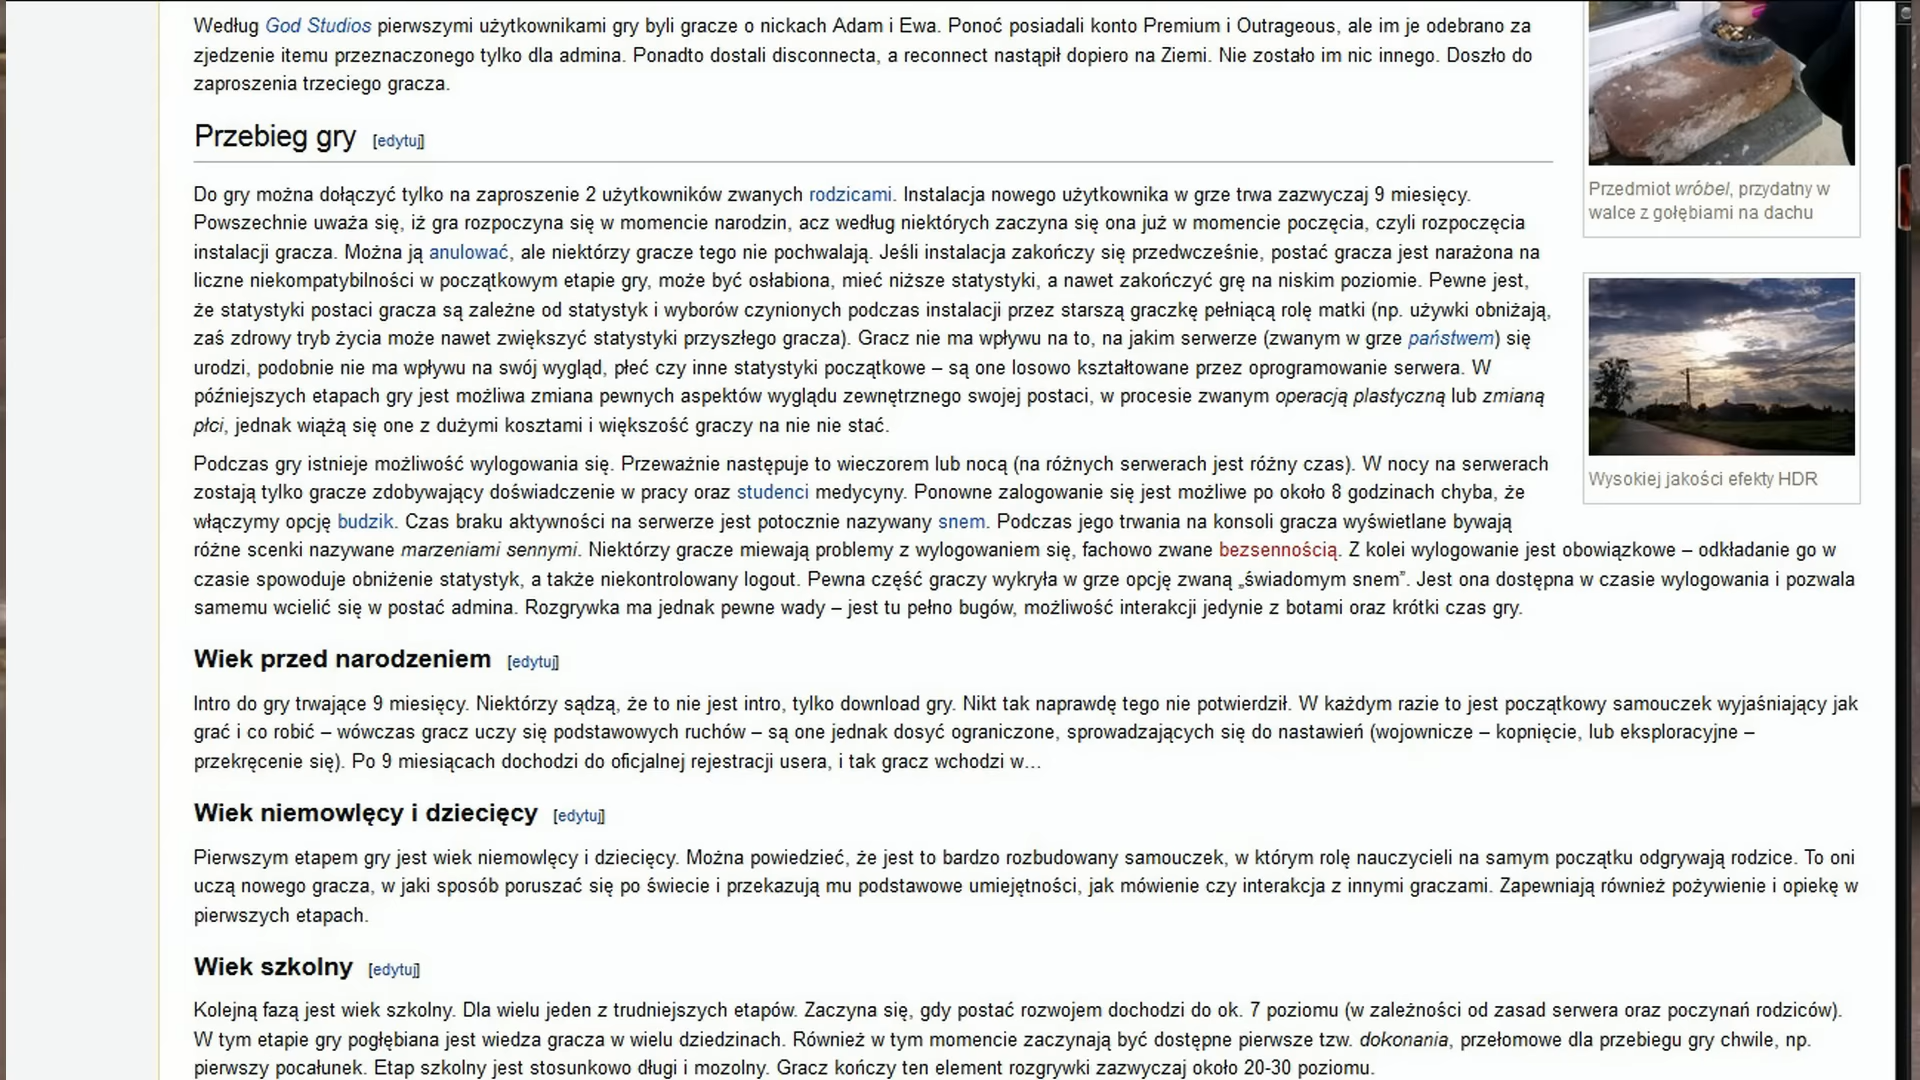 Według God Studios pierwszymi użytkownikami gry byli gracze o nickach Adam i Ewa. Ponoć posiadali konto Premium i Outrageous, ale im je odebrano za
zjedzenie itemu przeznaczonego tylko dla admina. Ponadto dostali disconnecta, a reconnect nastąpił dopiero na Ziemi. Nie zostało im nic innego. Doszło do
zaproszenia trzeciego gracza.
Przebieg gry [edytuj]
Do gry można dołączyć tylko na zaproszenie 2 użytkowników zwanych rodzicami. Instalacja nowego użytkownika w grze trwa zazwyczaj 9 miesięcy.
Powszechnie uważa się, iż gra rozpoczyna się w momencie narodzin, acz według niektórych zaczyna się ona już w momencie poczęcia, czyli rozpoczęcia
instalacji gracza. Można ją anulować, ale niektórzy gracze tego nie pochwalają. Jeśli instalacja zakończy się przedwcześnie, postać gracza jest narażona na
liczne niekompatybilności w początkowym etapie gry, może być osłabiona, mieć niższe statystyki, a nawet zakończyć grę na niskim poziomie. Pewne jest,
że statystyki postaci gracza są zależne od statystyk i wyborów czynionych podczas instalacji przez starszą graczkę pełniącą rolę matki (np. używki obniżają,
zaś zdrowy tryb życia może nawet zwiększyć statystyki przyszłego gracza). Gracz nie ma wpływu na to, na jakim serwerze (zwanym w grze państwem) się
urodzi, podobnie nie ma wpływu na swój wygląd, płeć czy inne statystyki początkowe – są one losowo kształtowane przez oprogramowanie serwera. W
późniejszych etapach gry jest możliwa zmiana pewnych aspektów wyglądu zewnętrznego swojej postaci, w procesie zwanym operacją plastyczną lub zmianą
płci, jednak wiążą się one z dużymi kosztami i większość graczy na nie nie stać.
Podczas gry istnieje możliwość wylogowania się. Przeważnie następuje to wieczorem lub nocą (na różnych serwerach jest różny czas). W nocy na serwerach
zostają tylko gracze zdobywający doświadczenie w pracy oraz studenci medycyny. Ponowne zalogowanie się jest możliwe po około 8 godzinach chyba, że
włączymy opcję budzik. Czas braku aktywności na serwerze jest potocznie nazywany snem. Podczas jego trwania na konsoli gracza wyświetlane bywają
różne scenki nazywane marzeniami sennymi. Niektórzy gracze miewają problemy z wylogowaniem się, fachowo zwane bezsennością. Z kolei wylogowanie jest obowiązkowe – odkładanie go w
czasie spowoduje obniżenie statystyk, a także niekontrolowany logout. Pewna część graczy wykryła w grze opcję zwaną „świadomym snem”. Jest ona dostępna w czasie wylogowania i pozwala
samemu wcielić się w postać admina. Rozgrywka ma jednak pewne wady – jest tu pełno bugów, możliwość interakcji jedynie z botami oraz krótki czas gry.
Wiek przed narodzeniem [edytuj]
Intro do gry trwające 9 miesięcy. Niektórzy sądzą, że to nie jest intro, tylko download gry. Nikt tak naprawdę tego nie potwierdził. W każdym razie to jest początkowy samouczek wyjaśniający jak
grać i co robić – wówczas gracz uczy się podstawowych ruchów – są one jednak dosyć ograniczone, sprowadzających się do nastawień (wojownicze – kopnięcie, lub eksploracyjne –
przekręcenie się). Po 9 miesiącach dochodzi do oficjalnej rejestracji usera, i tak gracz wchodzi w…
Wiek niemowlęcy i dziecięcy [edytuj]
Pierwszym etapem gry jest wiek niemowlęcy i dziecięcy. Można powiedzieć, że jest to bardzo rozbudowany samouczek, w którym rolę nauczycieli na samym początku odgrywają rodzice. To oni
uczą nowego gracza, w jaki sposób poruszać się po świecie i przekazują mu podstawowe umiejętności, jak mówienie czy interakcja z innymi graczami. Zapewniają również pożywienie i opiekę w
pierwszych etapach.
Wiek szkolny [edytuj]
Kolejną fazą jest wiek szkolny. Dla wielu jeden z trudniejszych etapów. Zaczyna się, gdy postać rozwojem dochodzi do ok. 7 poziomu (w zależności od zasad serwera oraz poczynań rodziców).
W tym etapie gry pogłębiana jest wiedza gracza w wielu dziedzinach. Również w tym momencie zaczynają być dostępne pierwsze tzw. dokonania, przełomowe dla przebiegu gry chwile, np.
pierwszy pocałunek. Etap szkolny jest stosunkowo długi i mozolny. Gracz kończy ten element rozgrywki zazwyczaj około 20-30 poziomu.
Przedmiot wróbel, przydatny w
walce z gołębiami na dachu
Wysokiej jakości efekty HDR